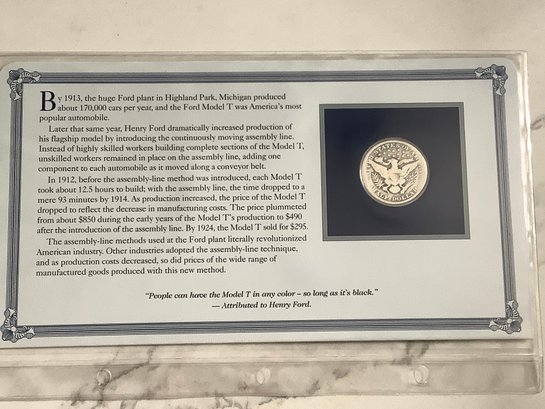 By 1913, the huge Ford plant in Highland Park, Michigan produced
about 170,000 cars per year, and the Ford Model T was America's most
popular automobile.
Later that same year, Henry Ford dramatically increased production of
his flagship model by introducing the continuously moving assembly line.
Instead of highly skilled workers building complete sections of the Model T,
unskilled workers remained in place on the assembly line, adding one
component to each automobile as it moved along a conveyor belt.
In 1912, before the assembly-line method was introduced, each Model T
took about 12.5 hours to build; with the assembly line, the time dropped to a
mere 93 minutes by 1914. As production increased, the price of the Model T
dropped to reflect the decrease in manufacturing costs. The price plummeted
from about $850 during the early years of the Model T's production to $490
after the introduction of the assembly line. By 1924, the Model T sold for $295.
The assembly-line methods used at the Ford plant literally revolutionized
American industry. Other industries adopted the assembly-line technique,
and as production costs decreased, so did prices of the wide range of
manufactured goods produced with this new method.
"People can have the Model T in any color – so long as it's black."
— Attributed to Henry Ford.
STATES OF
HALF DOLLAR